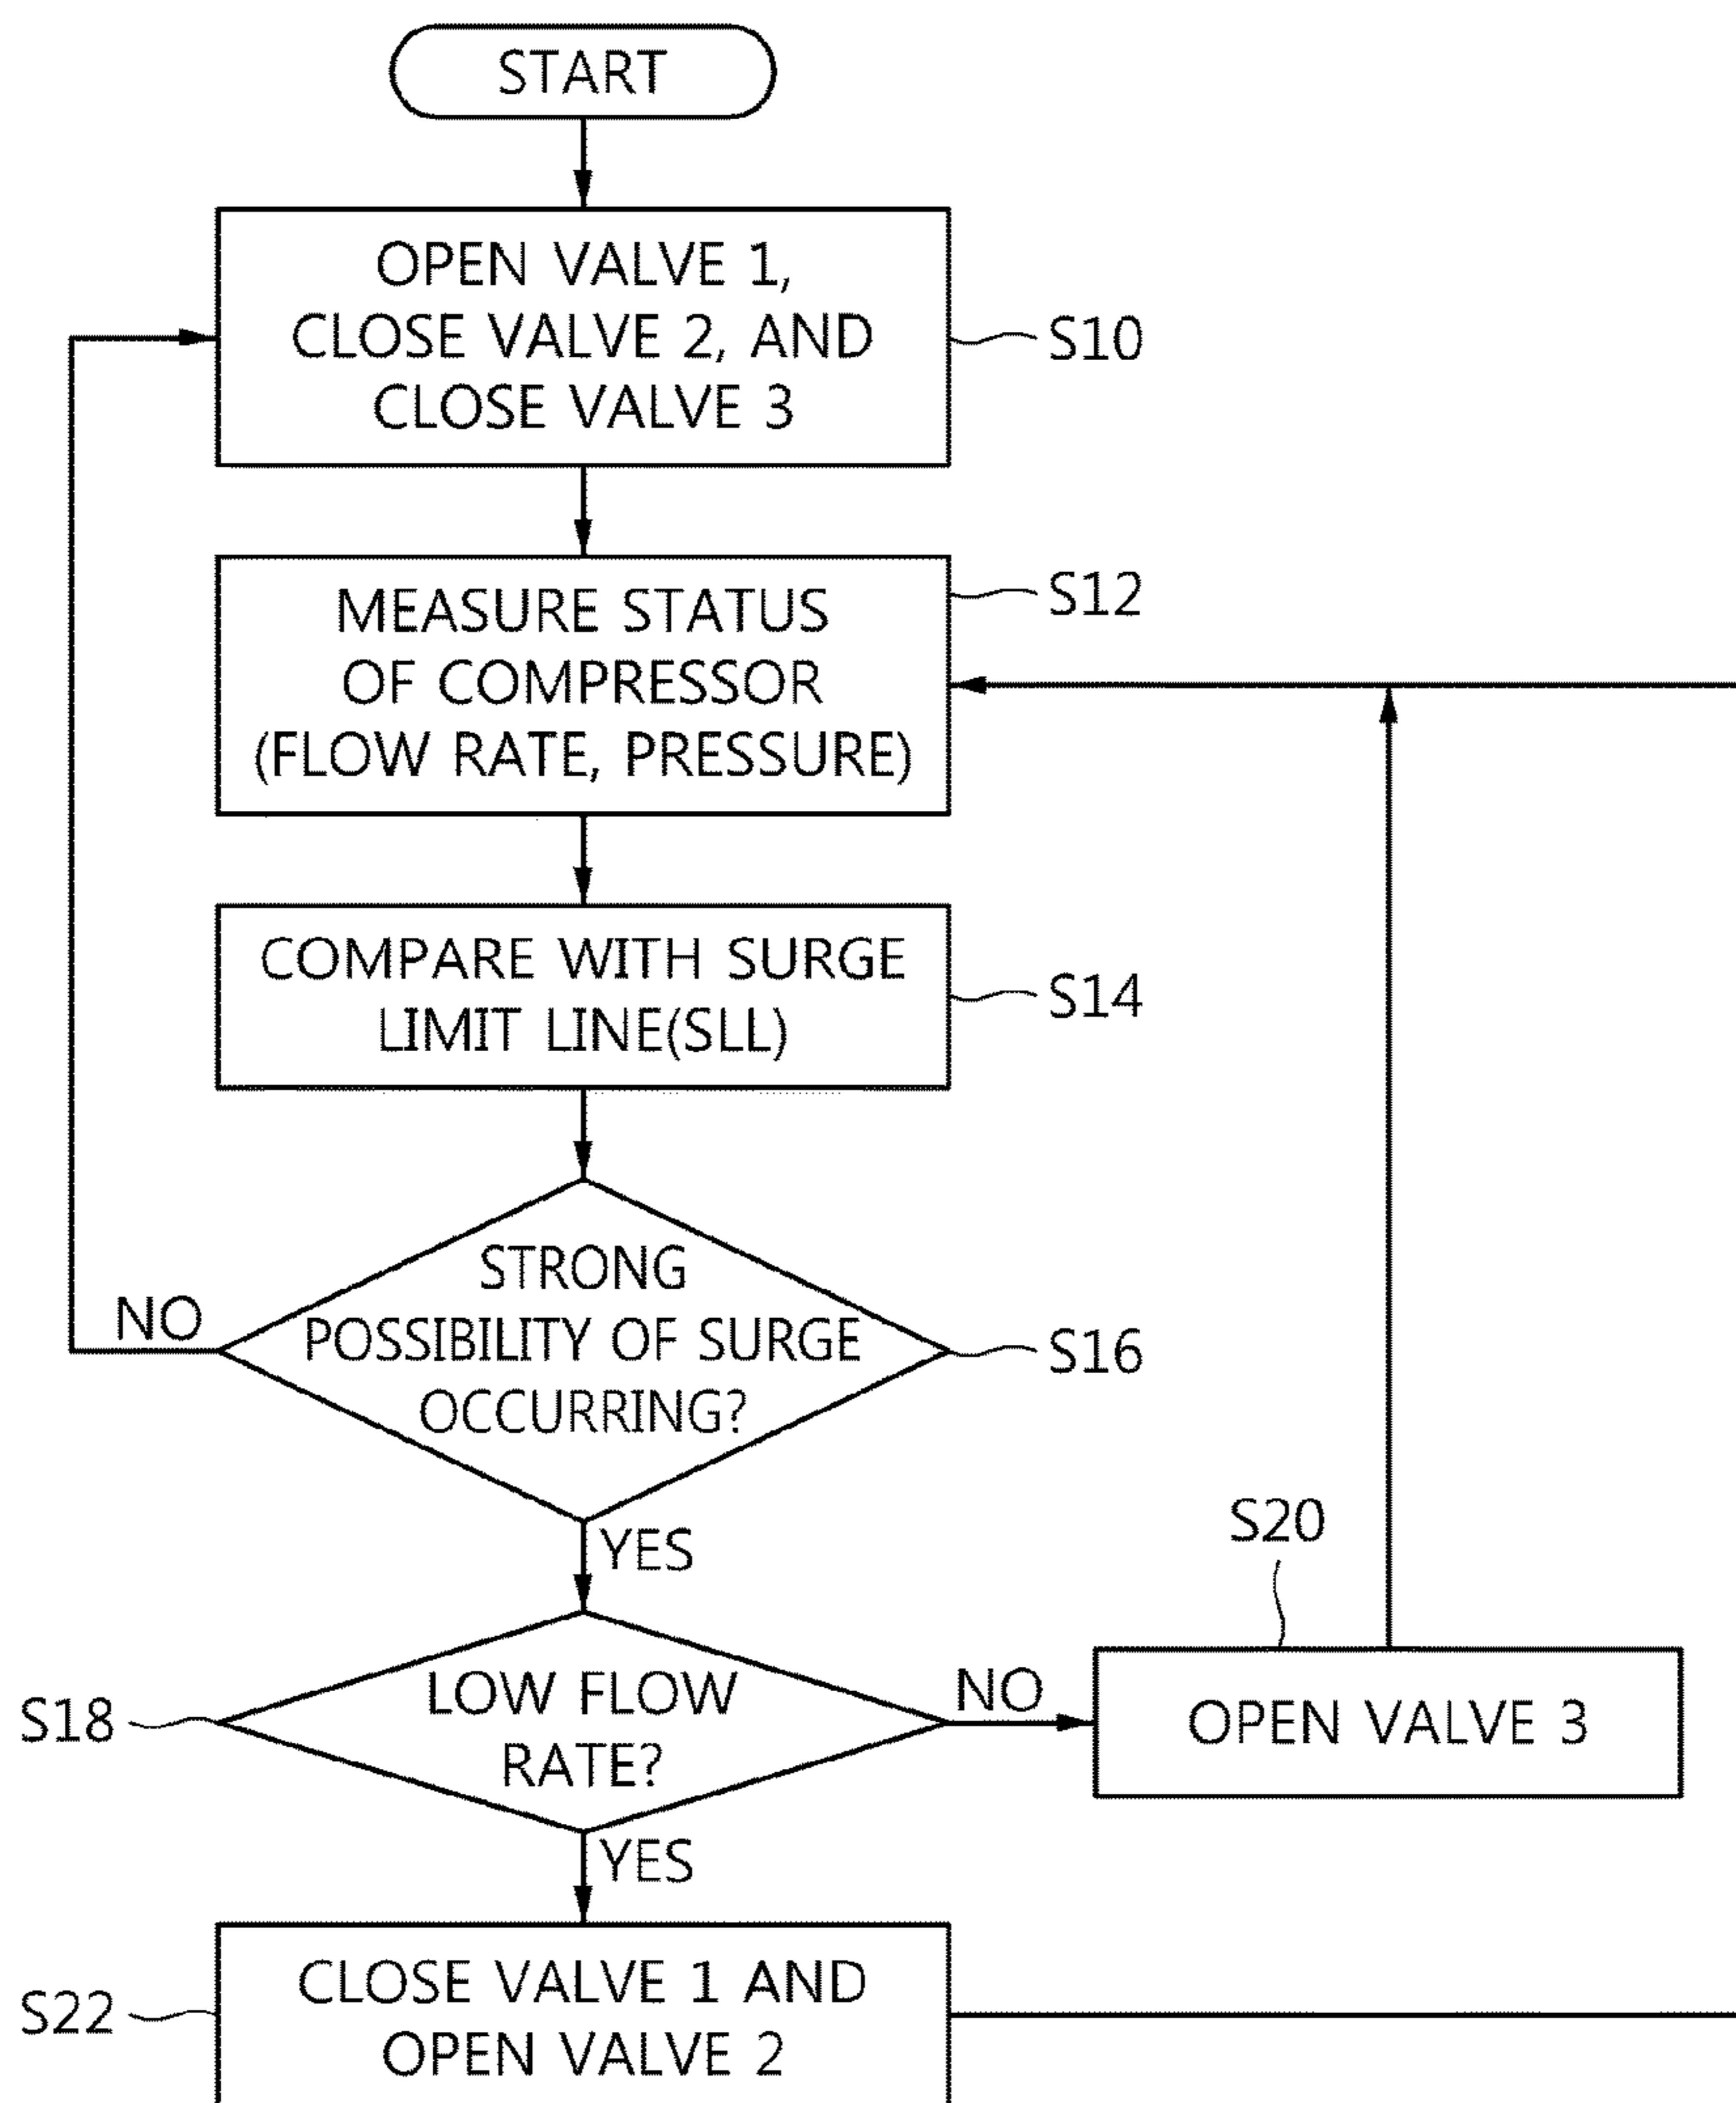 START
OPEN VALVE 1,
CLOSE VALVE 2, AND
CLOSE VALVE 3
S10
MEASURE STATUS
OF COMPRESSOR
(FLOW RATE, PRESSURE)
S12
COMPARE WITH SURGE
LIMIT LINE(SLL)
S14
STRONG
POSSIBILITY OF SURGE
OCCURRING?
S16
NO
YES
S18
LOW FLOW
RATE?
NO
S20
OPEN VALVE 3
YES
S22
CLOSE VALVE 1 AND
OPEN VALVE 2